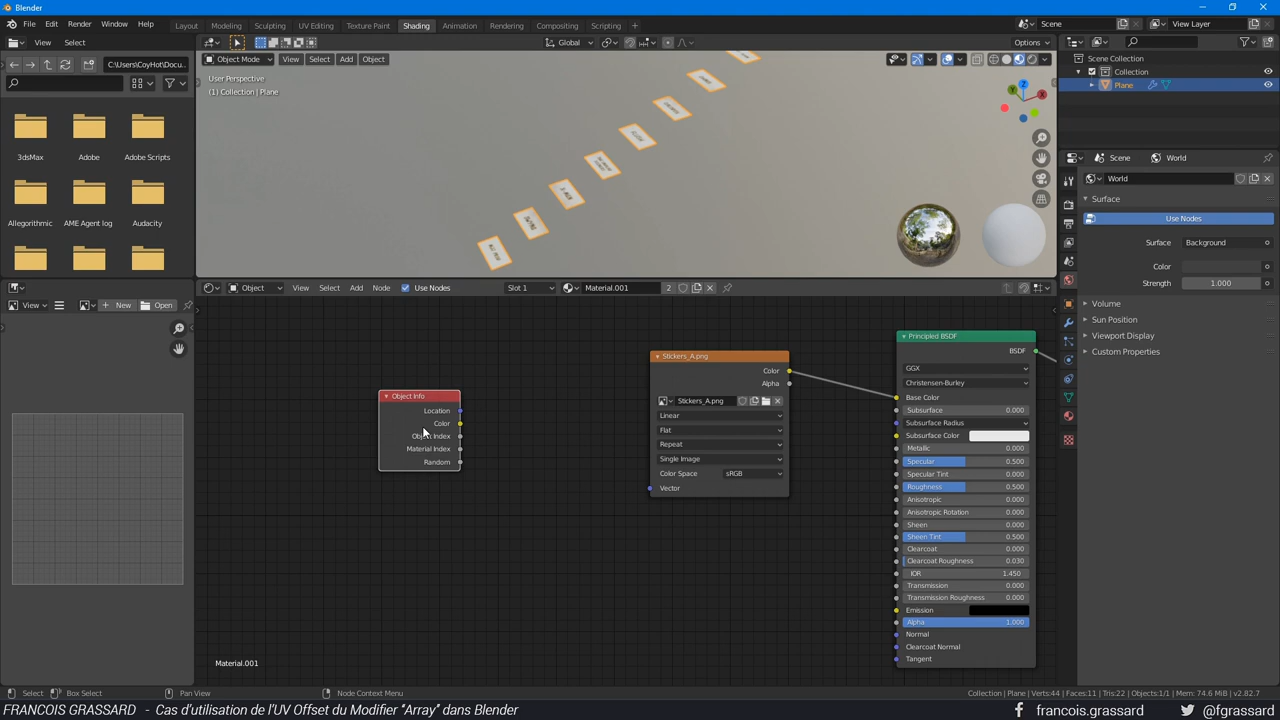 Blender
File Edit Render Window Help Layout Modeling Sculpting UV Editing Texture Paint Shading Animation Rendering Compositing Scripting + Scene View Layer
View Select Global Options
C:\Users\CoyHot\Docu...
Object Mode View Select Add Object
User Perspective
(1) Collection | Plane
Z
Y
X
3dsMax Adobe Adobe Scripts
Allegorithmic AME Agent log Audacity
Scene Collection
Collection
Plane
Scene World
World
Surface
Use Nodes
Surface Background
Color
Strength 1.000
Volume
Sun Position
Viewport Display
Custom Properties
View New Open
Object View Select Add Node Use Nodes Slot 1 Material.001 2
Object Info
Location
Color
Object Index
Material Index
Random
Stickers_A.png
Color
Alpha
Stickers_A.png
Linear
Flat
Repeat
Single Image
Color Space sRGB
Vector
Principled BSDF
BSDF
GGX
Christensen-Burley
Base Color
Subsurface 0.000
Subsurface Radius
Subsurface Color
Metallic 0.000
Specular 0.500
Specular Tint 0.000
Roughness 0.500
Anisotropic 0.000
Anisotropic Rotation 0.000
Sheen 0.000
Sheen Tint 0.500
Clearcoat 0.000
Clearcoat Roughness 0.030
IOR 1.450
Transmission 0.000
Transmission Roughness 0.000
Emission
Alpha 1.000
Normal
Clearcoat Normal
Tangent
Material.001
Select Box Select Pan View Node Context Menu Collection | Plane | Verts:44 | Faces:11 | Tris:22 | Objects:1/1 | Mem: 74.6 MiB | v2.82.7
FRANCOIS GRASSARD - Cas d'utilisation de l'UV Offset du Modifier "Array" dans Blender francois.grassard @fgrassard